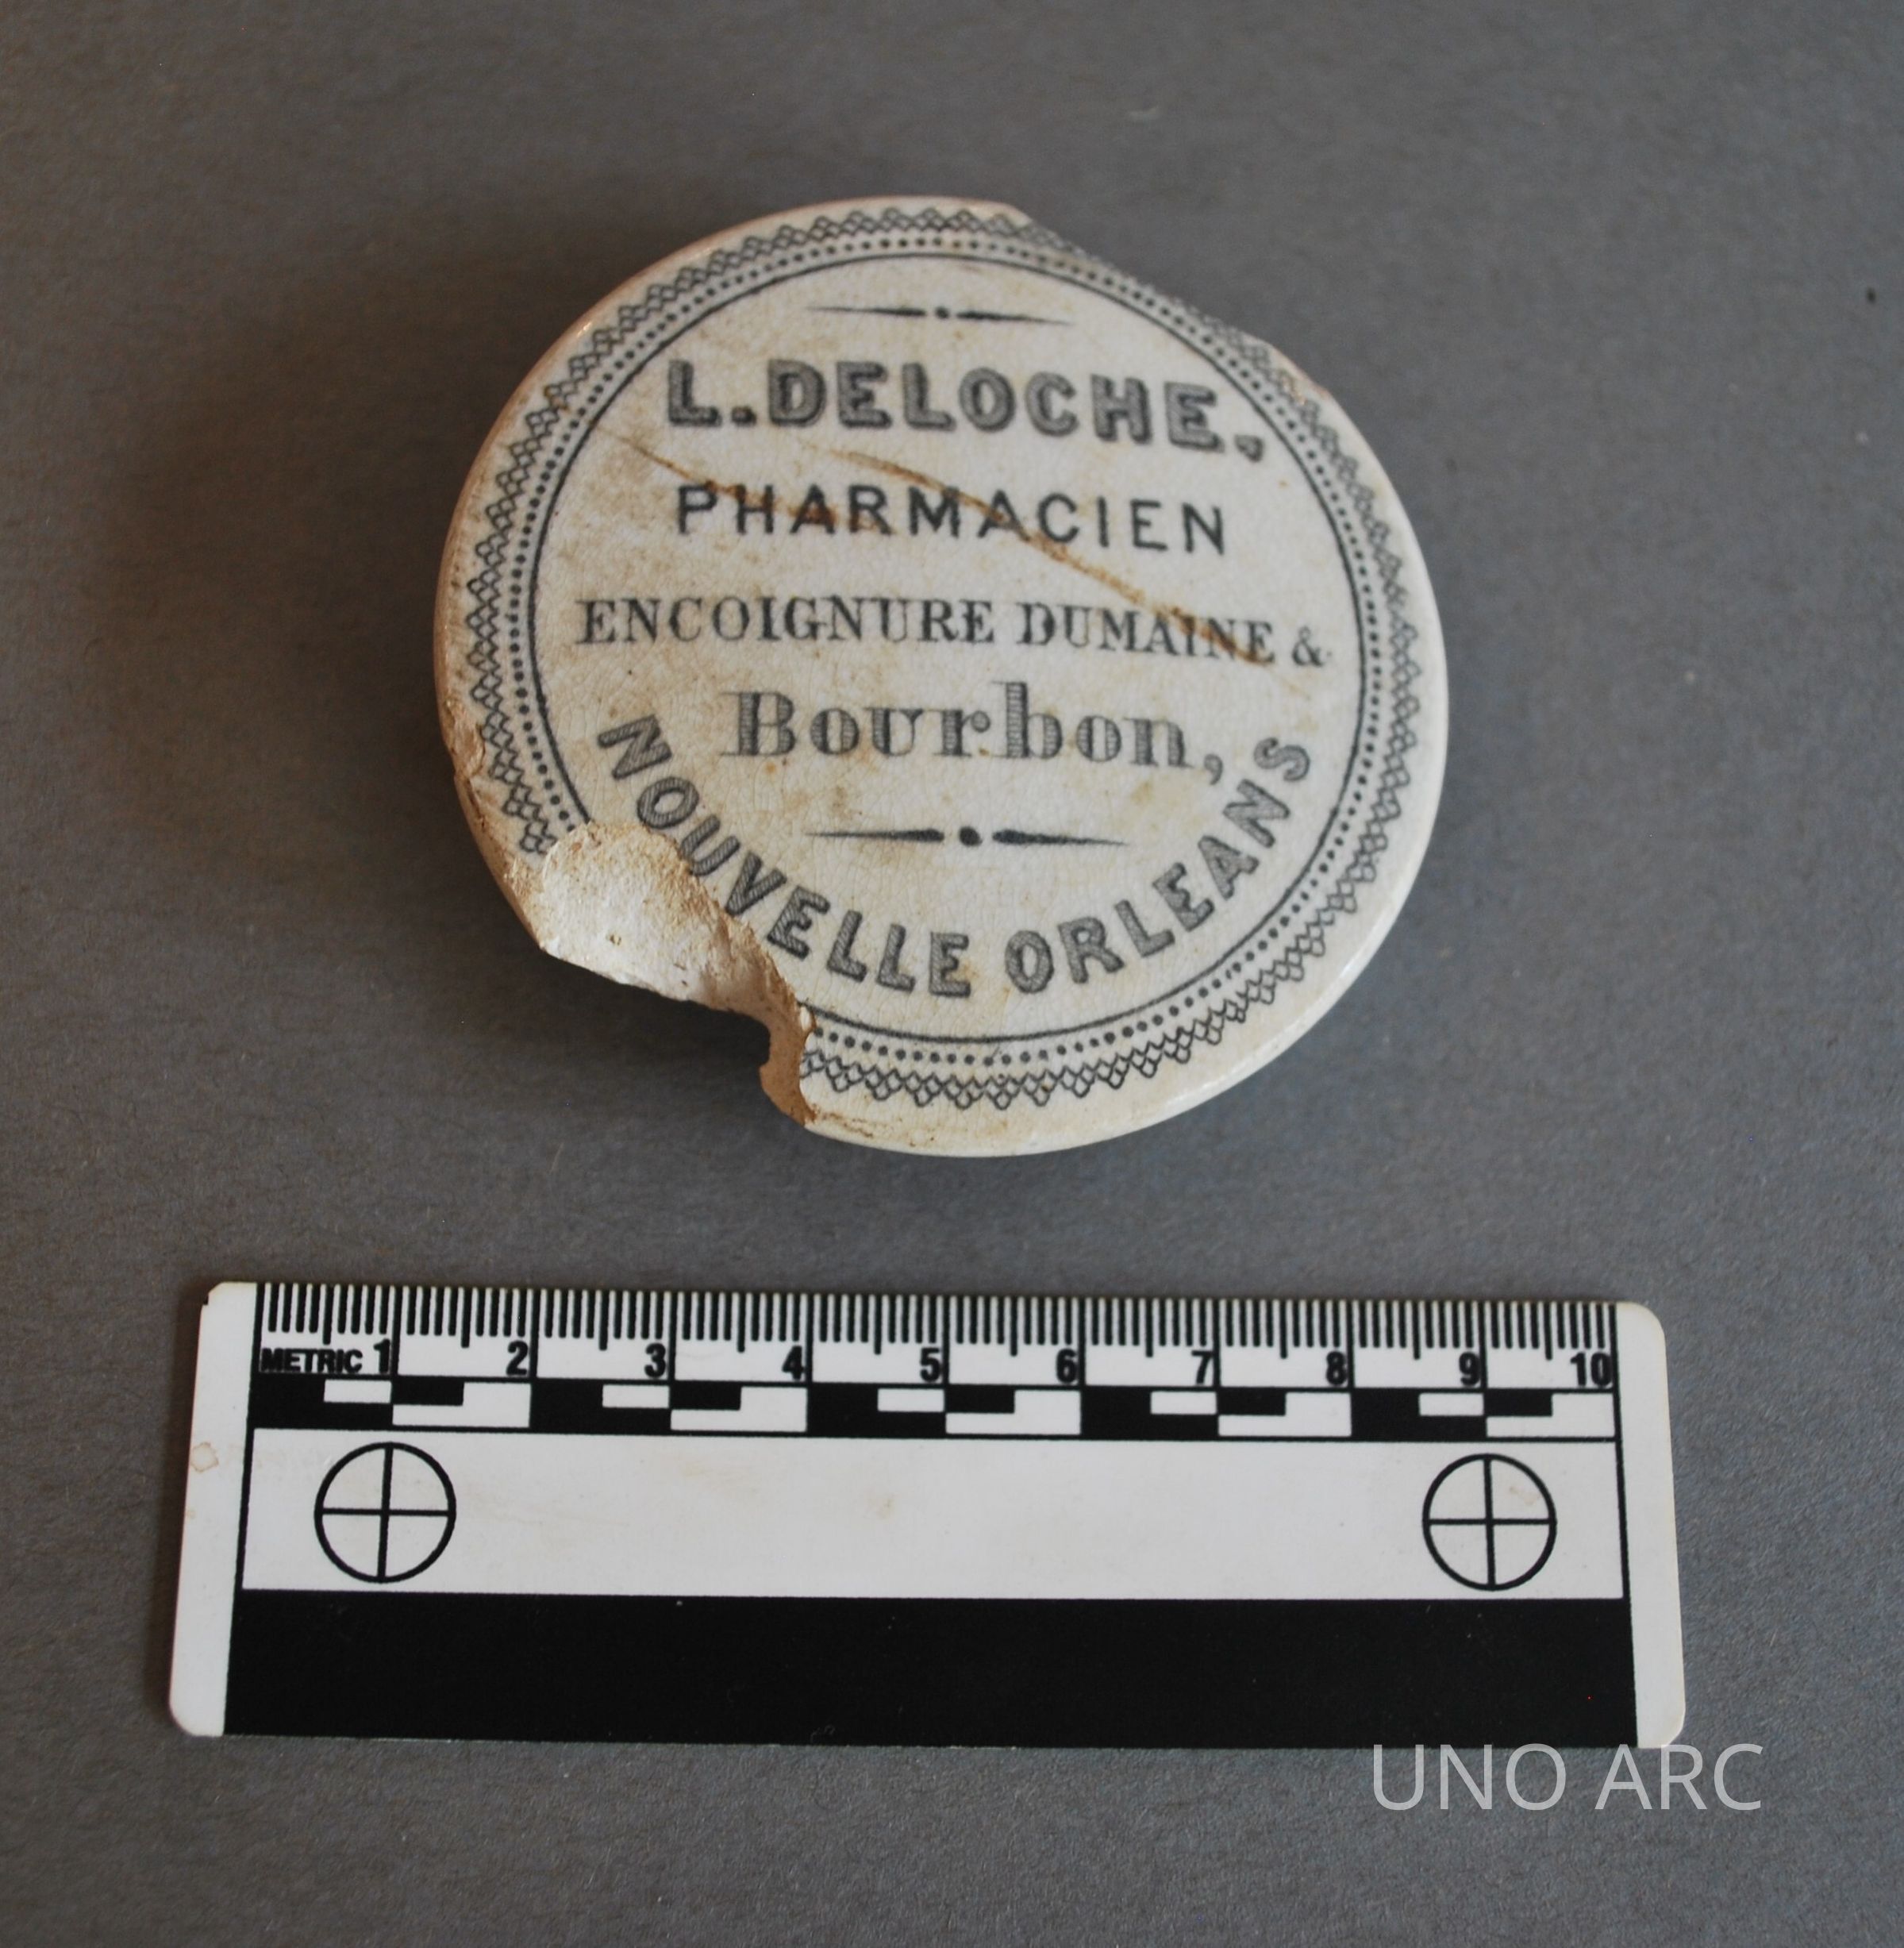 L. DELOCHE,
PHARMACIEN
ENCOIGNURE DUMAINE &
Bourbon,
NOUVELLE ORLEANS
METRIC 1 2 3 4 5 6 7 8 9 10
UNO ARC